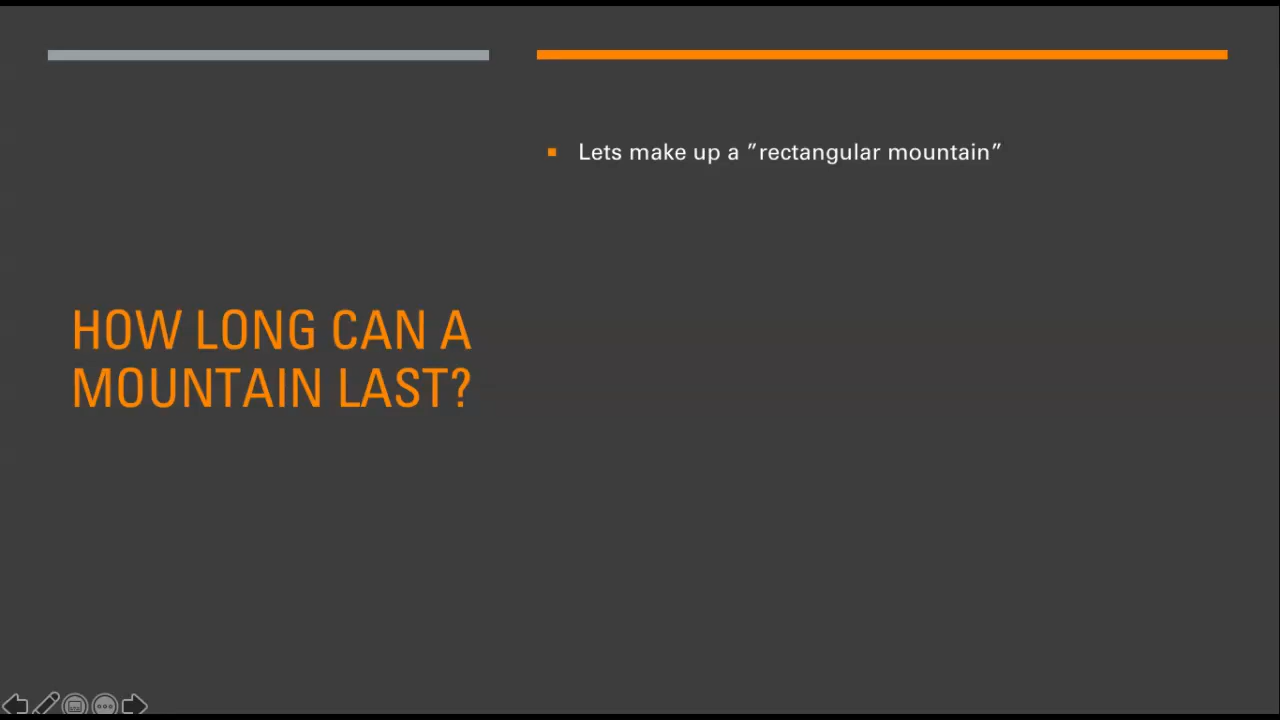 HOW LONG CAN A
MOUNTAIN LAST?
Lets make up a ”rectangular mountain”